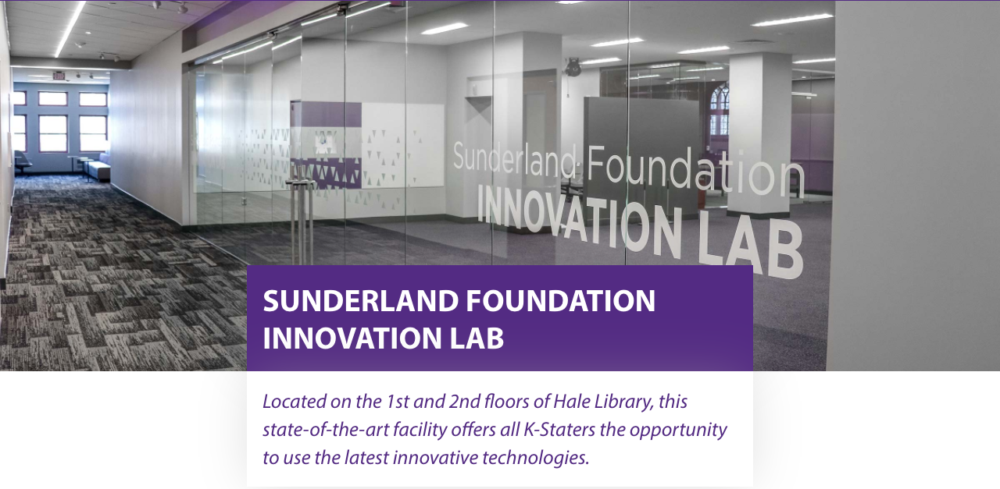 Sunderland Foundation
INNOVATION LAB
SUNDERLAND FOUNDATION
INNOVATION LAB
Located on the 1st and 2nd floors of Hale Library, this
state-of-the-art facility offers all K-Staters the opportunity
to use the latest innovative technologies.